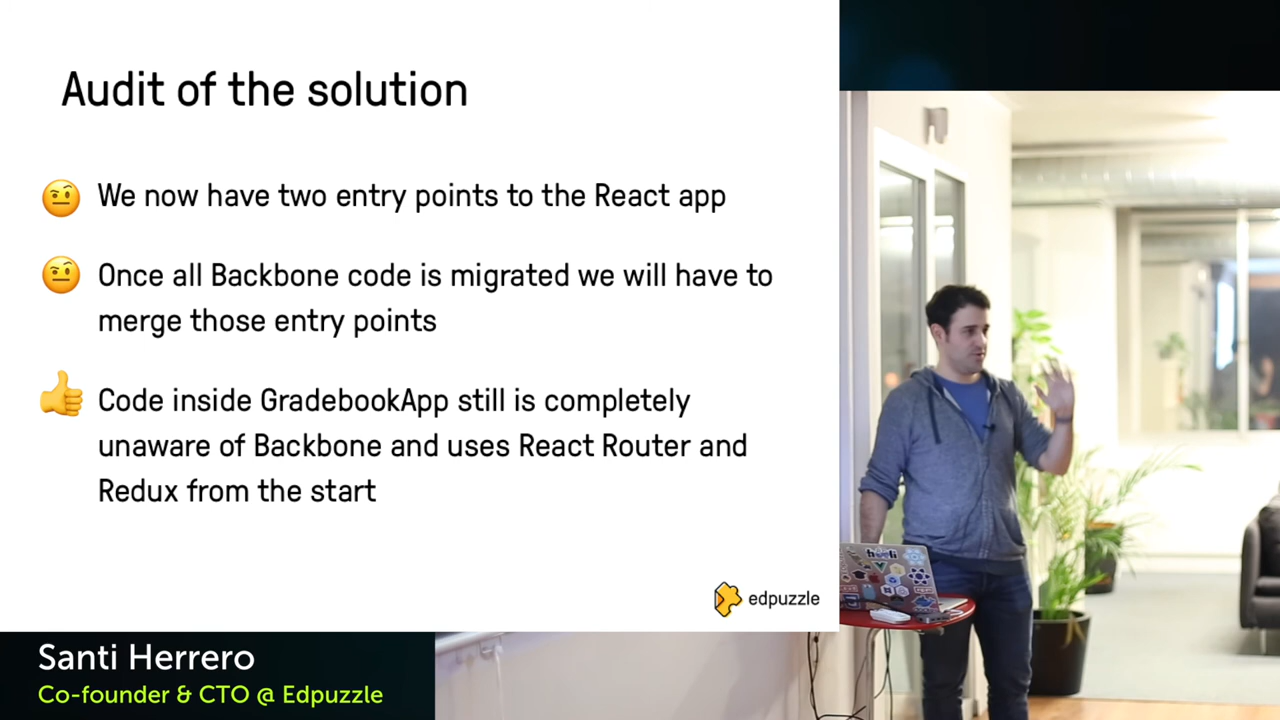 Audit of the solution
We now have two entry points to the React app
Once all Backbone code is migrated we will have to
merge those entry points
Code inside GradebookApp still is completely
unaware of Backbone and uses React Router and
Redux from the start
edpuzzle
Santi Herrero
Co-founder & CTO @ Edpuzzle